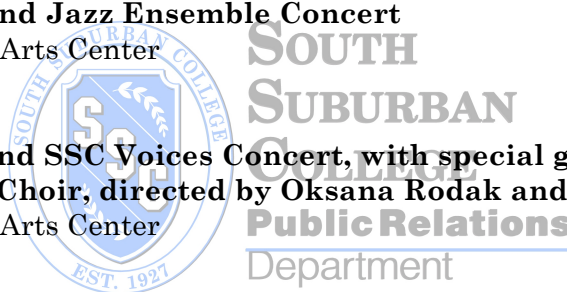 nd Jazz Ensemble Concert
Arts Center
nd SSC Voices Concert, with special g
Choir, directed by Oksana Rodak and
Arts Center
SOUTH
SUBURBAN
COLLEGE
Public Relations
Department
SOUTH SUBURBAN COLLEGE
SSC
EST. 1927